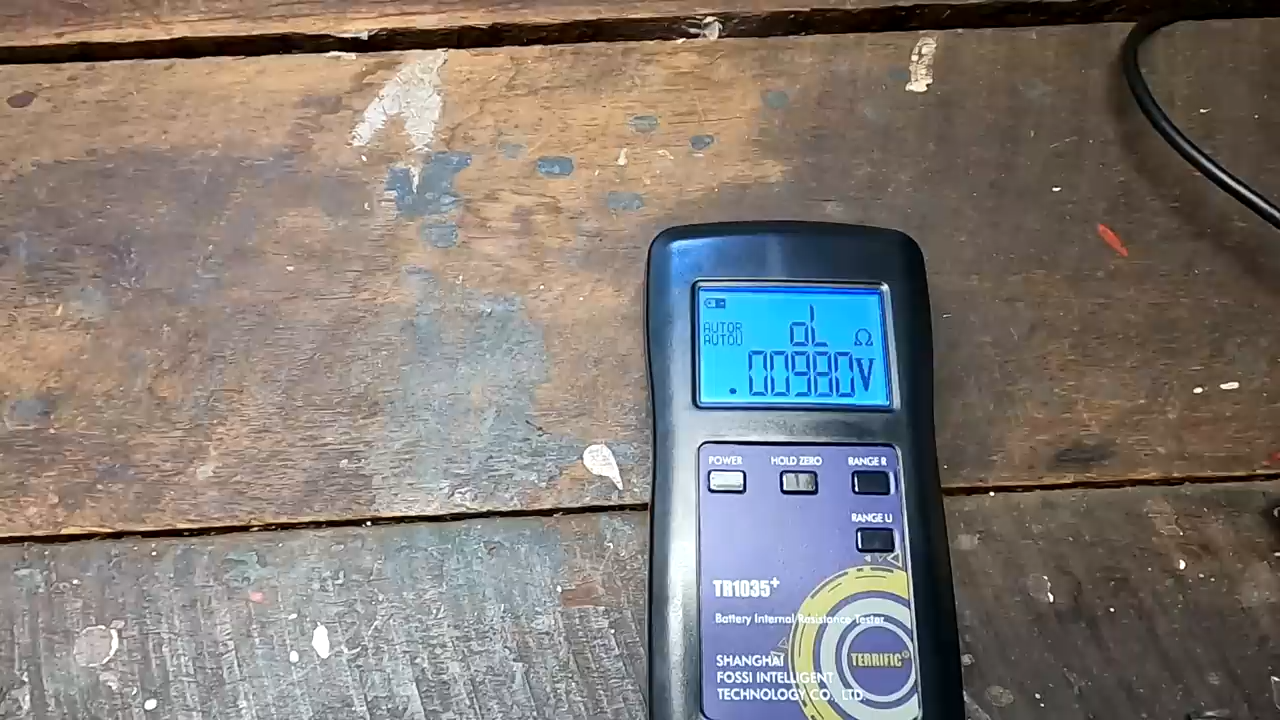 AUTOR
oL Ω
AUTOU
.00980V
POWER
HOLD ZERO
RANGE R
RANGE U
TR1035+
Battery Internal Resistance Tester
TERRIFIC
SHANGHAI
FOSSI INTELLIGENT
TECHNOLOGY CO., LTD.